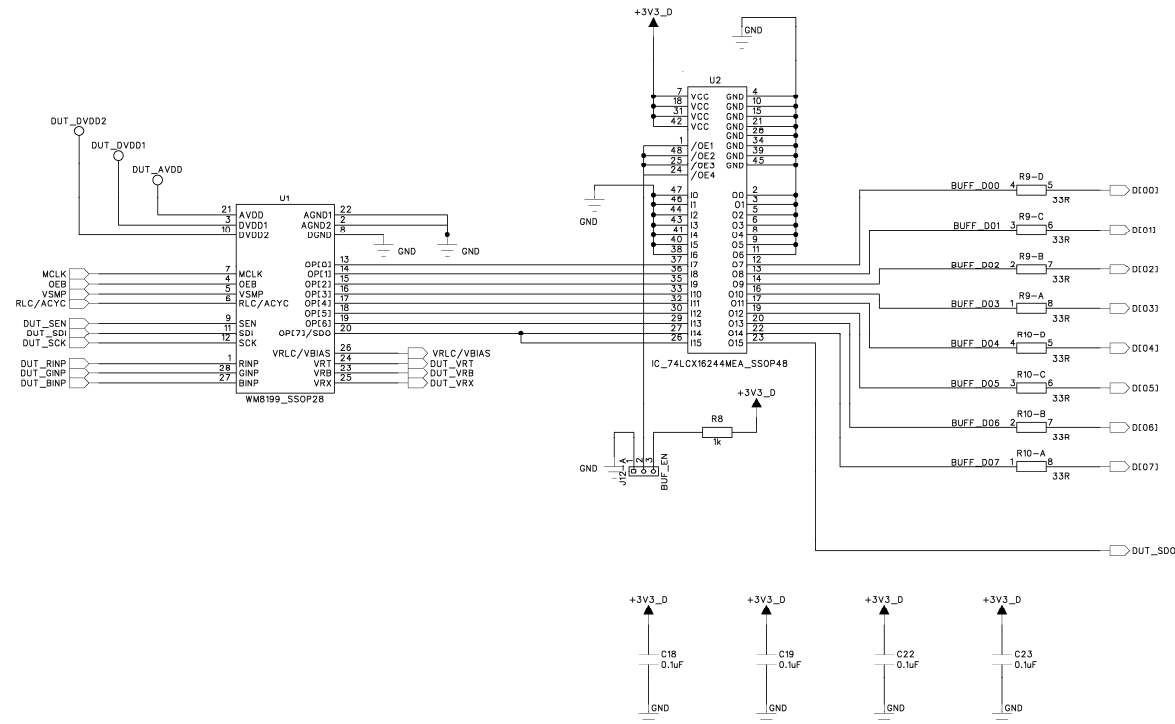 +3V3_D
GND
U2
7 VCC GND 4
18 VCC GND 10
31 VCC GND 15
42 VCC GND 21
GND 28
1 /OE1 GND 34
48 /OE2 GND 39
25 /OE3 GND 45
24 /OE4
47 I0 O0 2
46 I1 O1 3
44 I2 O2 5
43 I3 O3 6
41 I4 O4 8
40 I5 O5 9
38 I6 O6 11
37 I7 O7 12
36 I8 O8 13
35 I9 O9 14
33 I10 O10 16
32 I11 O11 17
30 I12 O12 19
29 I13 O13 20
27 I14 O14 22
26 I15 O15 23
IC_74LCX16244MEA_SSOP48
GND
DUT_DVDD2
DUT_DVDD1
DUT_AVDD
U1
21 AVDD AGND1 22
3 DVDD1 AGND2 2
10 DVDD2 DGND 8
GND
GND
OP[0] 13
MCLK 7 MCLK OP[1] 14
OEB 4 OEB OP[2] 15
VSMP 5 VSMP OP[3] 16
RLC/ACYC 6 RLC/ACYC OP[4] 17
OP[5] 18
DUT_SEN 9 SEN OP[6] 19
DUT_SDI 11 SDI OP[7]/SDO 20
DUT_SCK 12 SCK
VRLC/VBIAS 26 VRLC/VBIAS
DUT_RINP 1 RINP VRT 24 DUT_VRT
DUT_GINP 28 GINP VRB 23 DUT_VRB
DUT_BINP 27 BINP VRX 25 DUT_VRX
WM8199_SSOP28
R9-D
BUFF_D00 4 5 D[00]
33R
R9-C
BUFF_D01 3 6 D[01]
33R
R9-B
BUFF_D02 2 7 D[02]
33R
R9-A
BUFF_D03 1 8 D[03]
33R
R10-D
BUFF_D04 4 5 D[04]
33R
R10-C
BUFF_D05 3 6 D[05]
33R
R10-B
BUFF_D06 2 7 D[06]
33R
R10-A
BUFF_D07 1 8 D[07]
33R
DUT_SDO
+3V3_D
R8
1k
GND
J12-A
1 2 3
BUF_EN
+3V3_D +3V3_D +3V3_D +3V3_D
C18 C19 C22 C23
0.1uF 0.1uF 0.1uF 0.1uF
GND GND GND GND